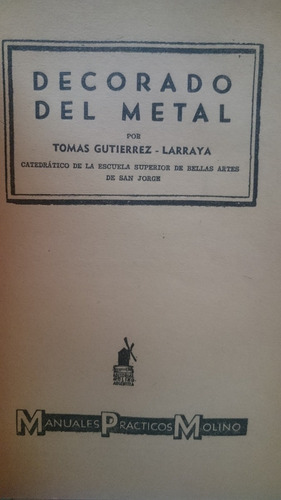 DECORADO
DEL METAL
POR
TOMAS GUTIERREZ - LARRAYA
CATEDRÁTICO DE LA ESCUELA SUPERIOR DE BELLAS ARTES
DE SAN JORGE
MANUALES PRACTICOS MOLINO